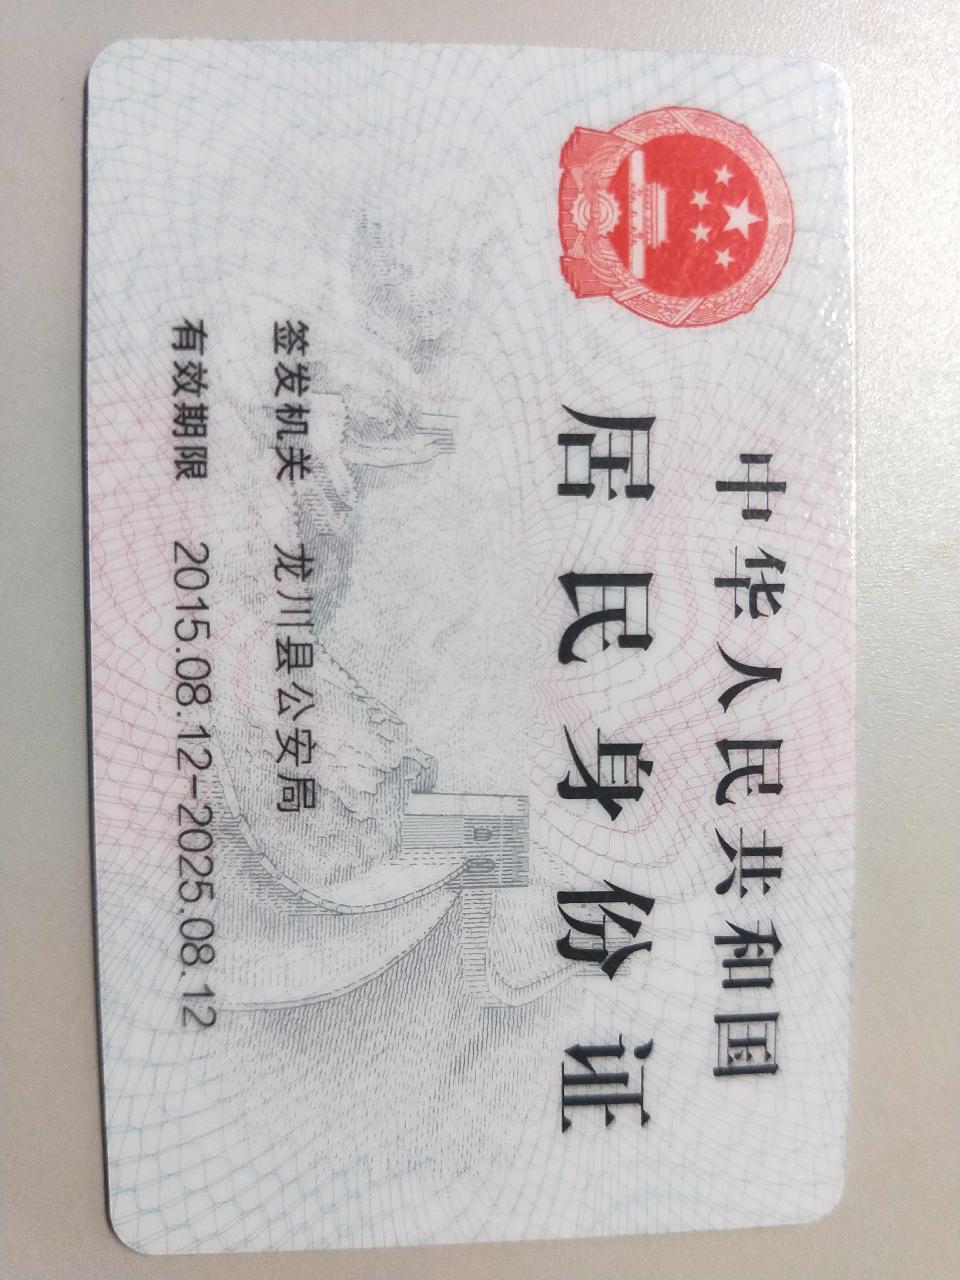 中华人民共和国
居民身份证
签发机关 龙川县公安局
有效期限 2015.08.12-2025.08.12